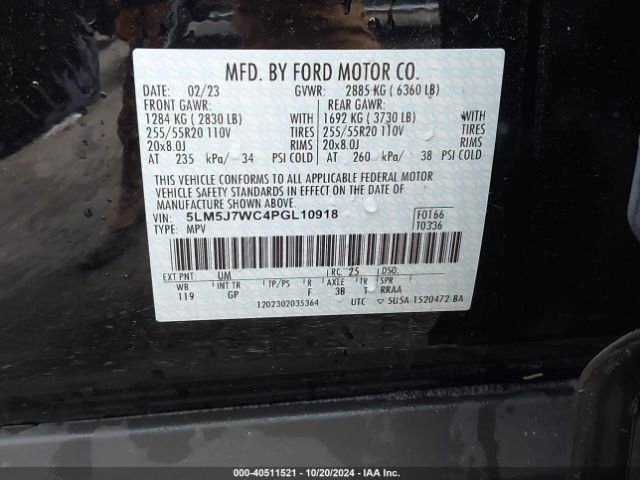 MFD. BY FORD MOTOR CO.
DATE: 02/23 GVWR: 2885 KG ( 6360 LB)
FRONT GAWR: REAR GAWR:
1284 KG ( 2830 LB) WITH 1692 KG ( 3730 LB) WITH
255/55R20 110V TIRES 255/55R20 110V TIRES
20x8.0J RIMS 20x8.0J RIMS
AT 235 kPa/ 34 PSI COLD AT 260 kPa/ 38 PSI COLD
THIS VEHICLE CONFORMS TO ALL APPLICABLE FEDERAL MOTOR
VEHICLE SAFETY STANDARDS IN EFFECT ON THE DATE OF
MANUFACTURE SHOWN ABOVE.
VIN: 5LM5J7WC4PGL10918 F0166
TYPE: MPV T0336
EXT PNT: UM RC: 25 DSO:
WB INT TR TP/PS R AXLE TR SPR
119 GP F 3B T RRAA
1202302035364 UTC ▽ 5U5A-1520472-BA
000-40511521 - 10/20/2024 - IAAI.com